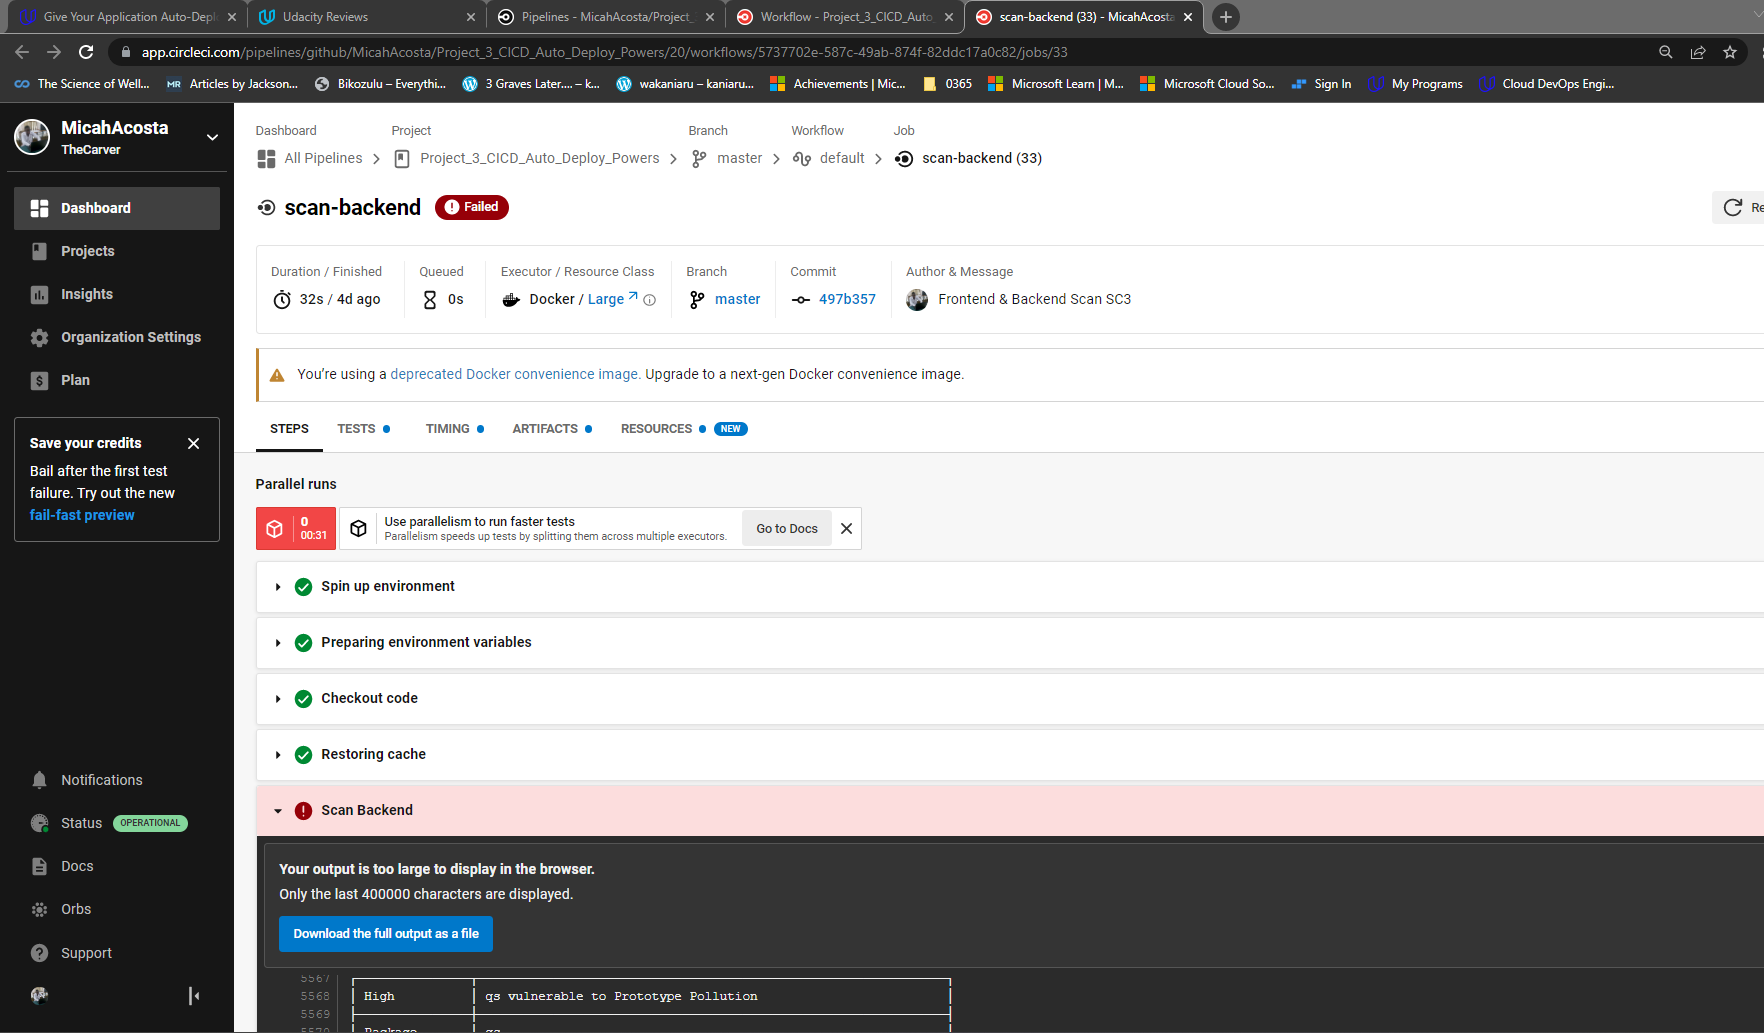 Give Your Application Auto-Depl
Udacity Reviews
Pipelines - MicahAcosta/Project_
Workflow - Project_3_CICD_Auto_
scan-backend (33) - MicahAcosta
app.circleci.com/pipelines/github/MicahAcosta/Project_3_CICD_Auto_Deploy_Powers/20/workflows/5737702e-587c-49ab-874f-82ddc17a0c82/jobs/33
The Science of Well...
MR Articles by Jackson...
Bikozulu – Everythi...
3 Graves Later.... – k...
wakaniaru – kaniaru...
Achievements | Mic...
0365
Microsoft Learn | M...
Microsoft Cloud So...
Sign In
My Programs
Cloud DevOps Engi...
MicahAcosta
TheCarver
Dashboard
Projects
Insights
Organization Settings
Plan
Save your credits
Bail after the first test
failure. Try out the new
fail-fast preview
Notifications
Status OPERATIONAL
Docs
Orbs
Support
Dashboard Project Branch Workflow Job
All Pipelines Project_3_CICD_Auto_Deploy_Powers master default scan-backend (33)
scan-backend Failed
Re
Duration / Finished
32s / 4d ago
Queued
0s
Executor / Resource Class
Docker / Large
Branch
master
Commit
497b357
Author & Message
Frontend & Backend Scan SC3
You're using a deprecated Docker convenience image. Upgrade to a next-gen Docker convenience image.
STEPS TESTS TIMING ARTIFACTS RESOURCES NEW
Parallel runs
0
00:31
Use parallelism to run faster tests
Parallelism speeds up tests by splitting them across multiple executors.
Go to Docs
Spin up environment
Preparing environment variables
Checkout code
Restoring cache
Scan Backend
Your output is too large to display in the browser.
Only the last 400000 characters are displayed.
Download the full output as a file
5567
5568 High qs vulnerable to Prototype Pollution
5569
5570 Package qs